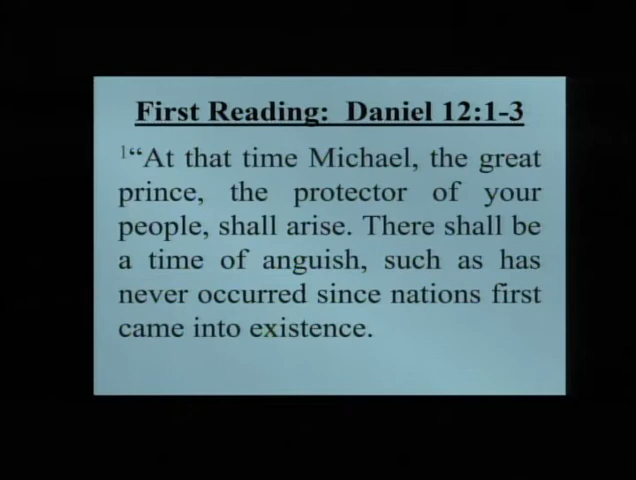 First Reading: Daniel 12:1-3
1“At that time Michael, the great
prince, the protector of your
people, shall arise. There shall be
a time of anguish, such as has
never occurred since nations first
came into existence.